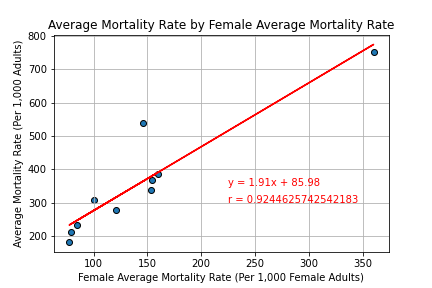 Average Mortality Rate by Female Average Mortality Rate
Average Mortality Rate (Per 1,000 Adults)
800
700
600
500
400
300
200
y = 1.91x + 85.98
r = 0.9244625742542183
100
150
200
250
300
350
Female Average Mortality Rate (Per 1,000 Female Adults)